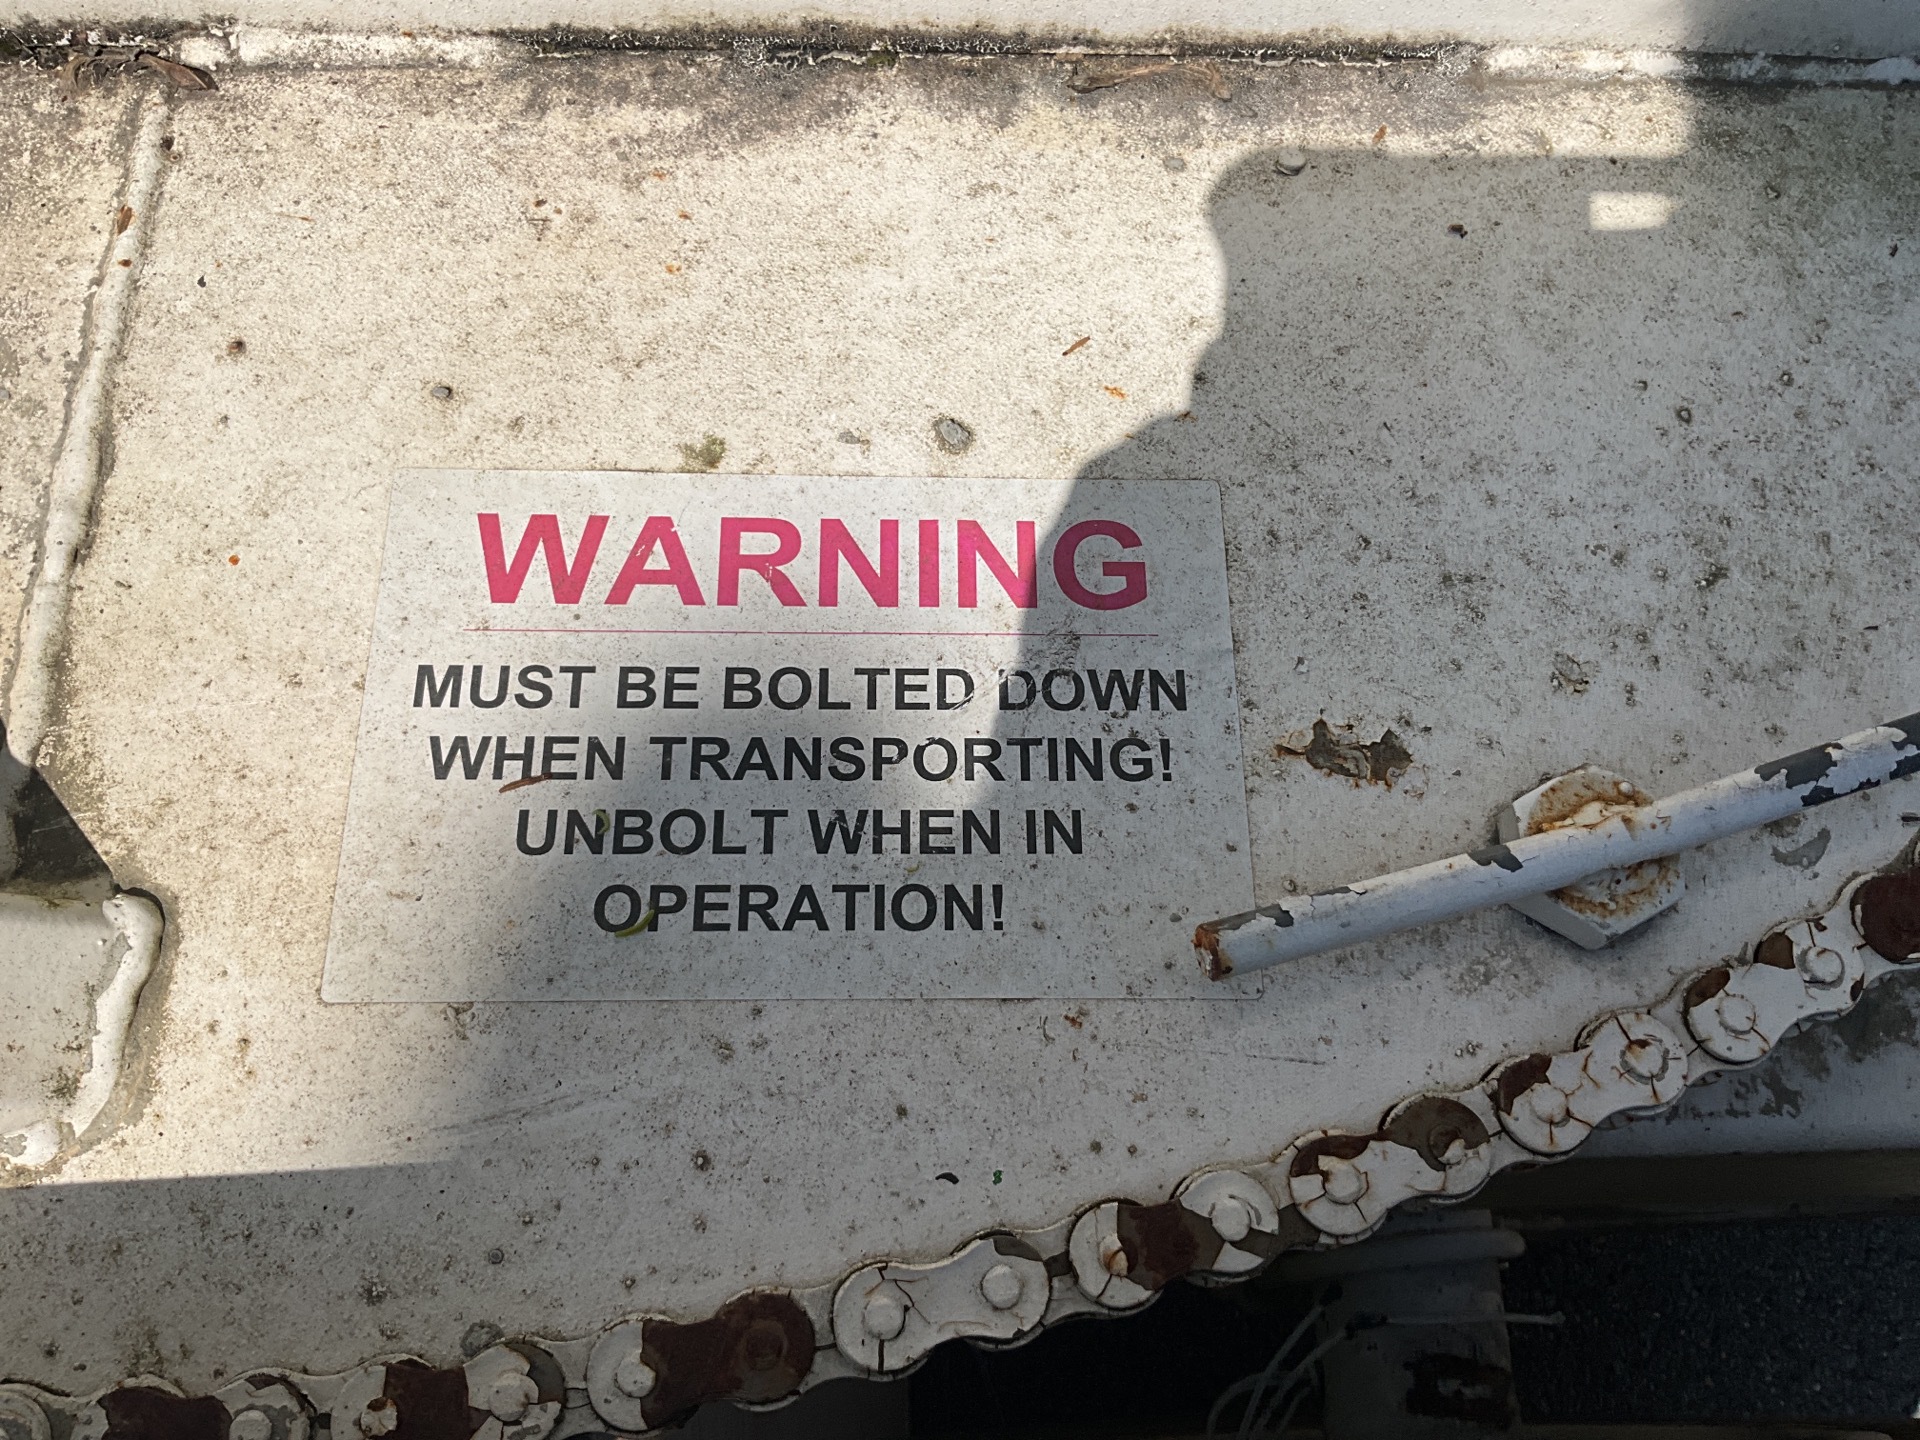 WARNING
MUST BE BOLTED DOWN
WHEN TRANSPORTING!
UNBOLT WHEN IN
OPERATION!